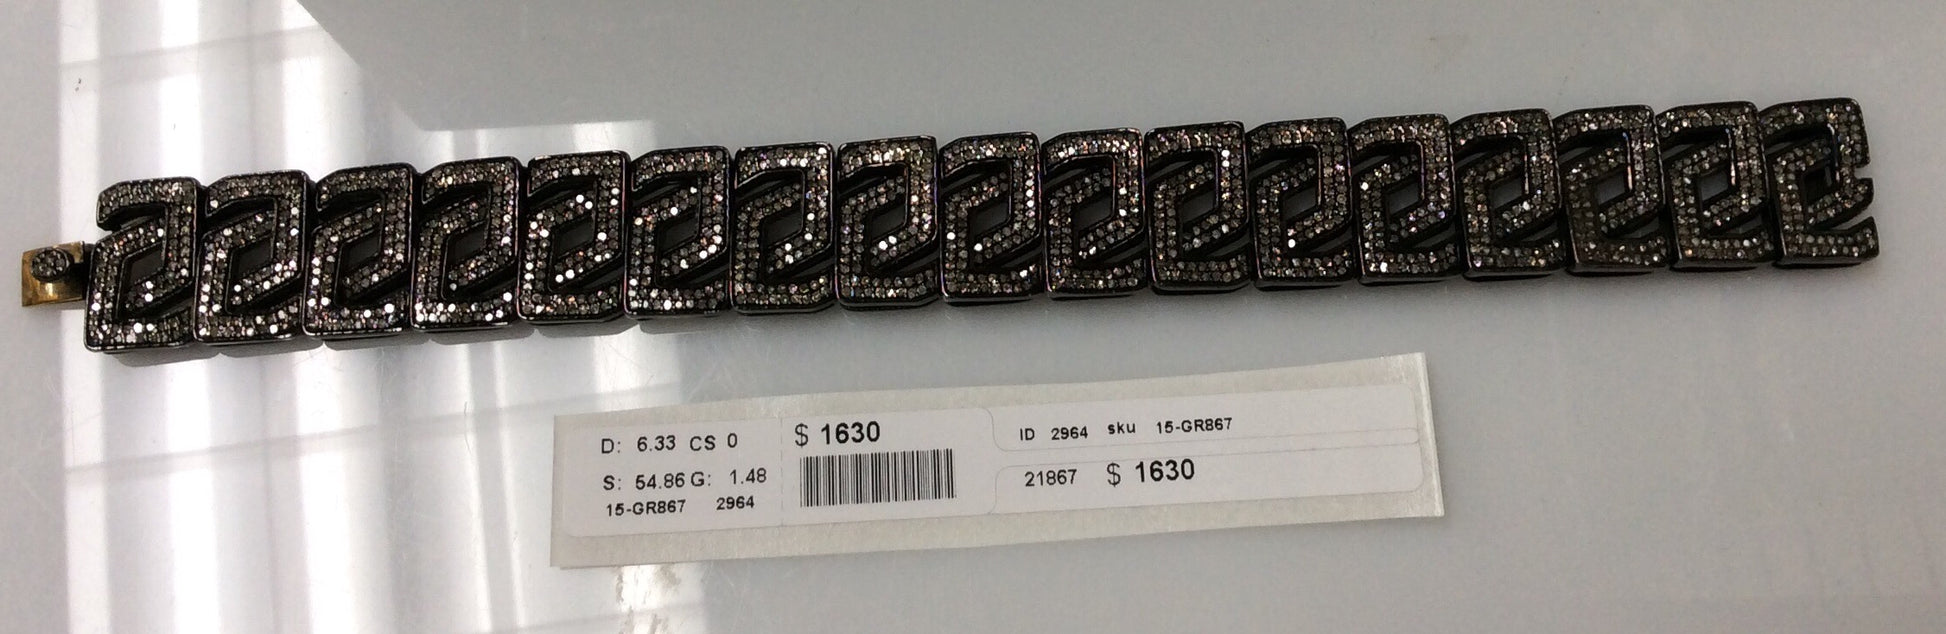 D: 6.33 CS 0
S: 54.86 G: 1.48
15-GR867 2964
$ 1630
ID 2964 sku 15-GR867
21867 $ 1630